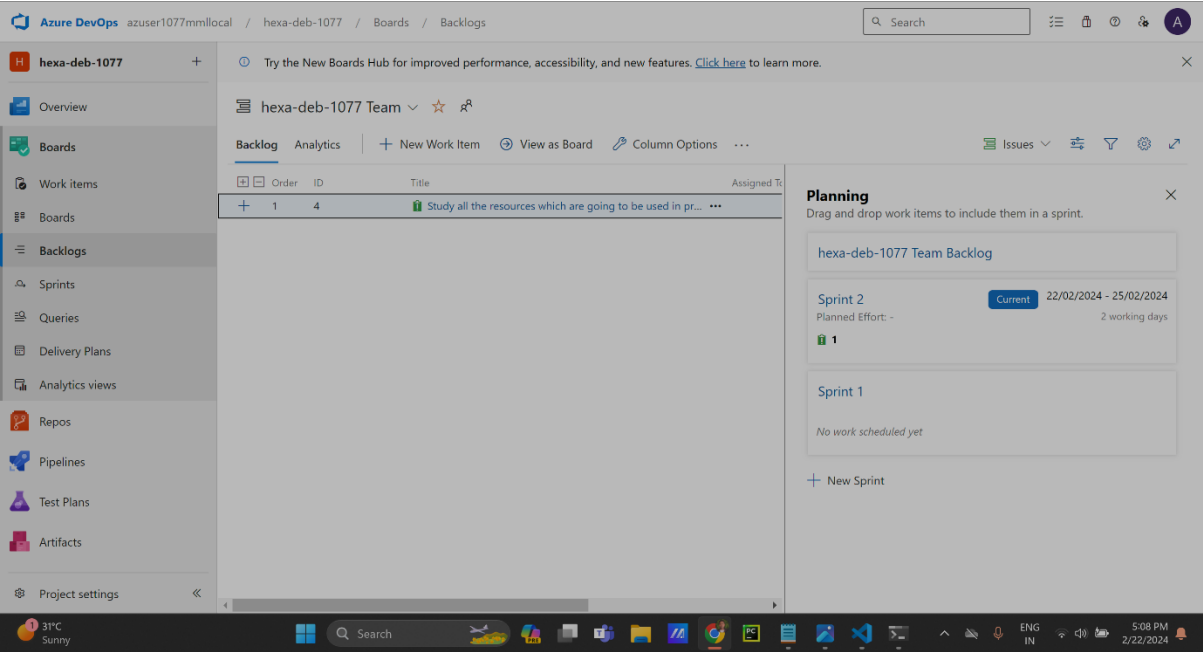 Azure DevOps azuser1077mmllocal / hexa-deb-1077 / Boards / Backlogs
Search
A
H hexa-deb-1077
Try the New Boards Hub for improved performance, accessibility, and new features. Click here to learn more.
Overview
Boards
Work items
Boards
Backlogs
Sprints
Queries
Delivery Plans
Analytics views
Repos
Pipelines
Test Plans
Artifacts
Project settings
hexa-deb-1077 Team
Backlog Analytics New Work Item View as Board Column Options ...
Issues
Order ID Title Assigned To
1 4 Study all the resources which are going to be used in pr... •••
Planning
Drag and drop work items to include them in a sprint.
hexa-deb-1077 Team Backlog
Sprint 2 Current 22/02/2024 - 25/02/2024
Planned Effort: - 2 working days
1
Sprint 1
No work scheduled yet
New Sprint
1 31°C
Sunny
Search
PRE
PC
ENG
IN
5:08 PM
2/22/2024